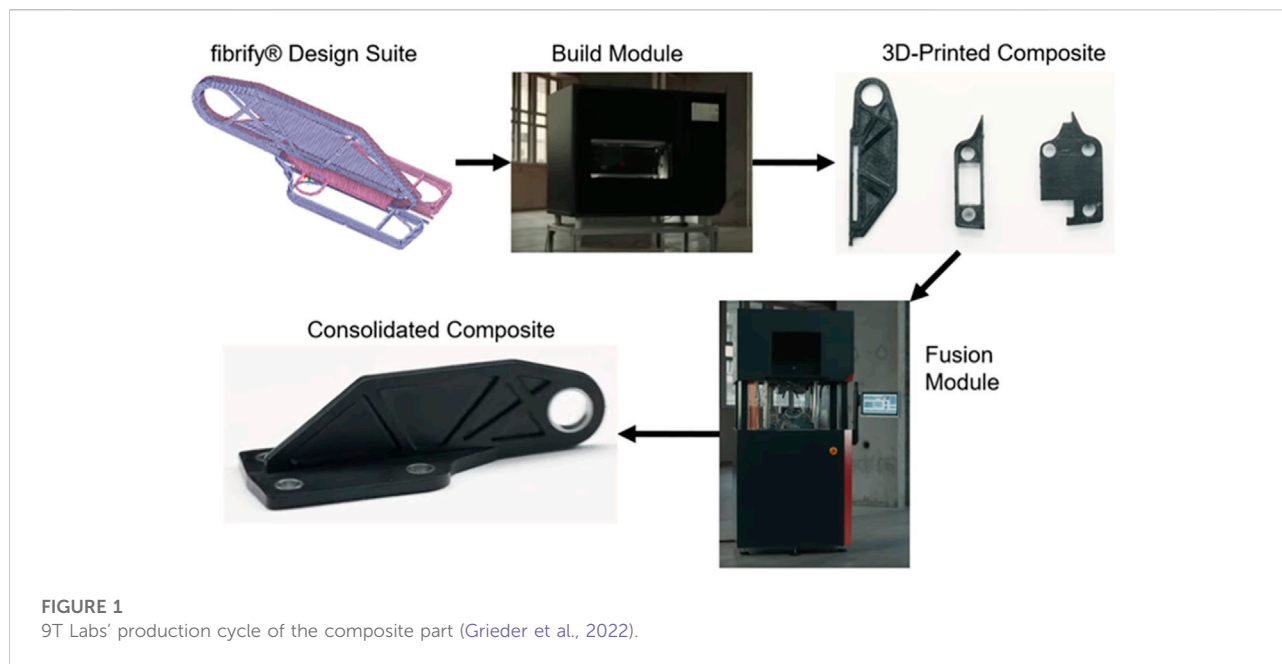 fibrify® Design Suite
Build Module
3D-Printed Composite
Consolidated Composite
Fusion
Module
FIGURE 1
9T Labs’ production cycle of the composite part (Grieder et al., 2022).